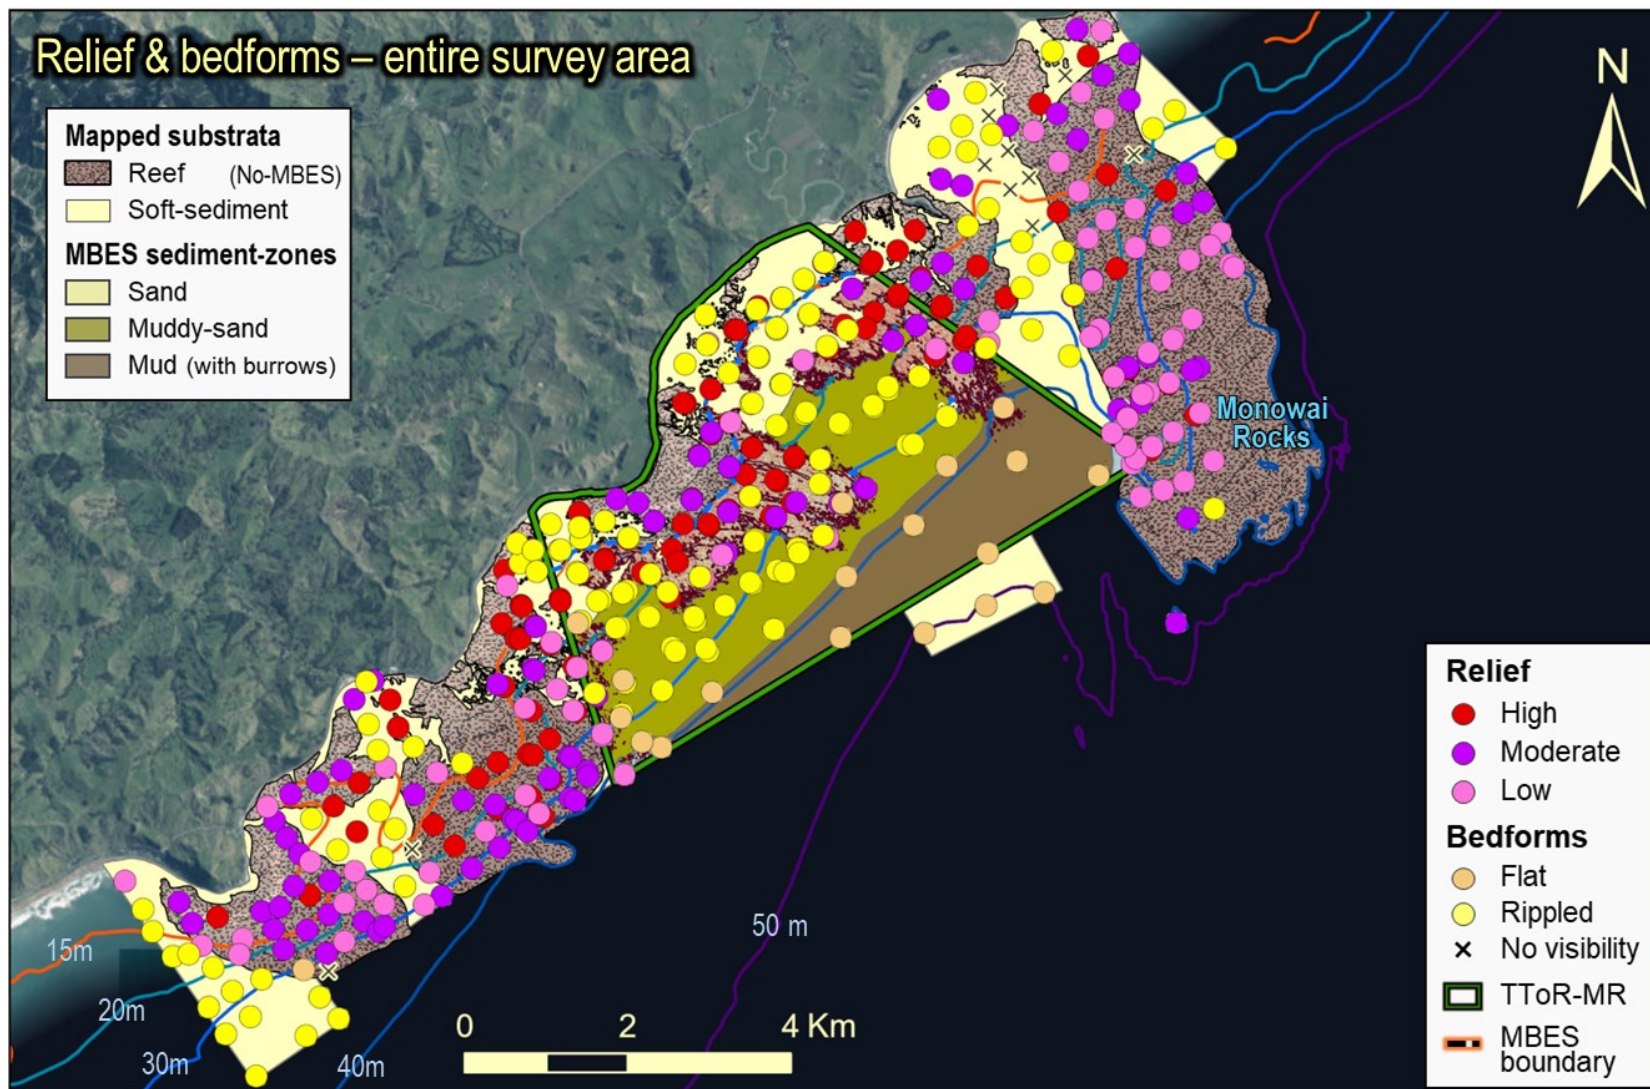 Relief & bedforms – entire survey area
N
Mapped substrata
Reef (No-MBES)
Soft-sediment
MBES sediment-zones
Sand
Muddy-sand
Mud (with burrows)
Monowai
Rocks
Relief
High
Moderate
Low
Bedforms
Flat
Rippled
No visibility
TToR-MR
MBES
boundary
50 m
15m
20m
30m
40m
0 2 4 Km